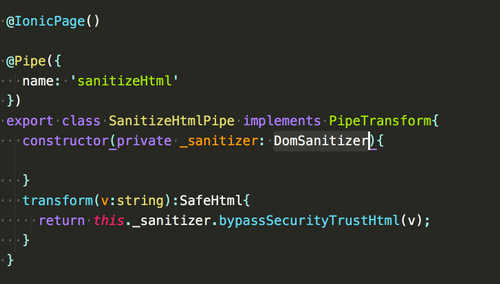 @IonicPage()
@Pipe({
name: 'sanitizeHtml'
})
export class SanitizeHtmlPipe implements PipeTransform{
constructor(private _sanitizer: DomSanitizer){
}
transform(v:string):SafeHtml{
return this._sanitizer.bypassSecurityTrustHtml(v);
}
}